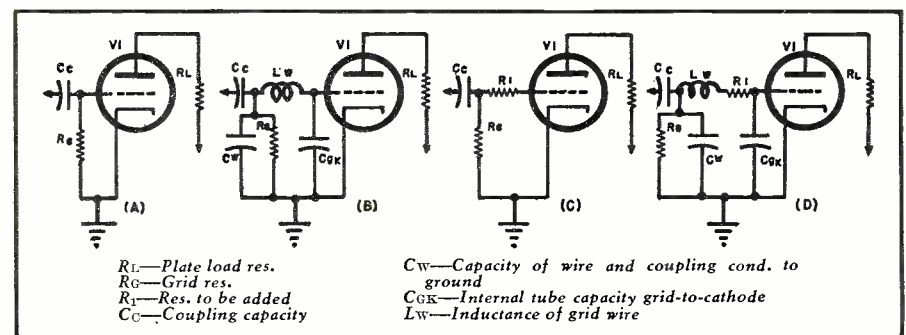 V1 V1 V1 V1
Cc RL Cc Lw RL Cc R1 RL Cc Lw R1 RL
RG CW RG CGK RG RG CW CGK
(A) (B) (C) (D)
RL—Plate load res.
RG—Grid res.
R1—Res. to be added
CC—Coupling capacity
CW—Capacity of wire and coupling cond. to
ground
CGK—Internal tube capacity grid-to-cathode
LW—Inductance of grid wire